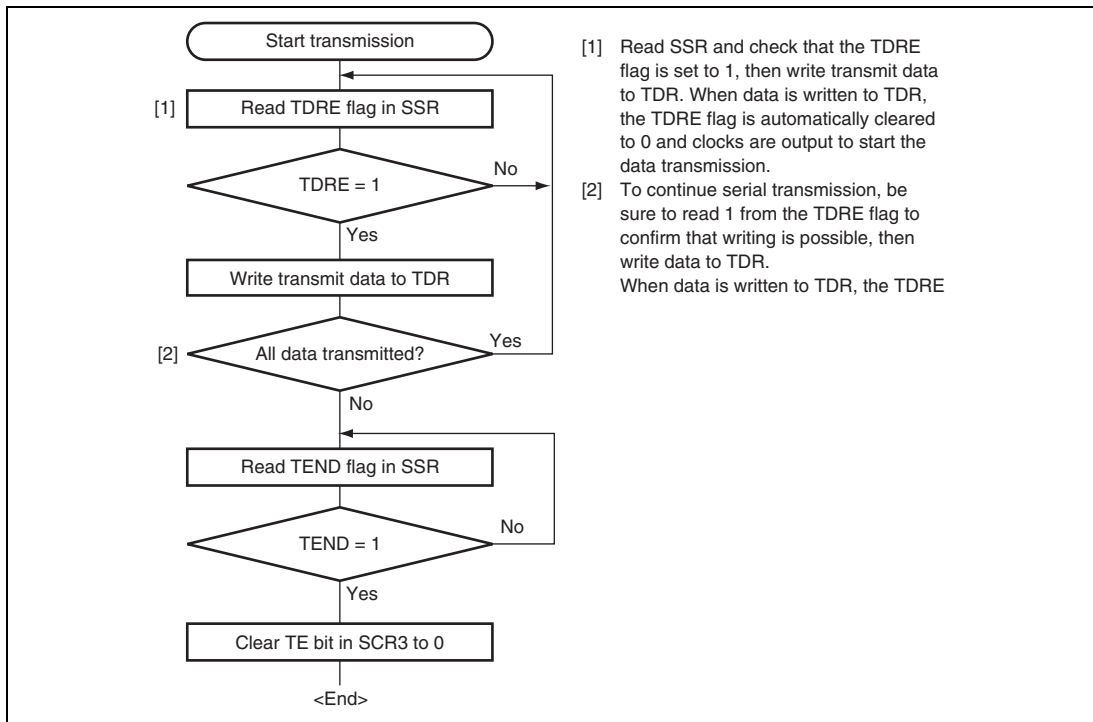 Start transmission
[1]
Read TDRE flag in SSR
TDRE = 1
No
Yes
Write transmit data to TDR
[2]
All data transmitted?
Yes
No
Read TEND flag in SSR
TEND = 1
No
Yes
Clear TE bit in SCR3 to 0
<End>
[1] Read SSR and check that the TDRE
flag is set to 1, then write transmit data
to TDR. When data is written to TDR,
the TDRE flag is automatically cleared
to 0 and clocks are output to start the
data transmission.
[2] To continue serial transmission, be
sure to read 1 from the TDRE flag to
confirm that writing is possible, then
write data to TDR.
When data is written to TDR, the TDRE